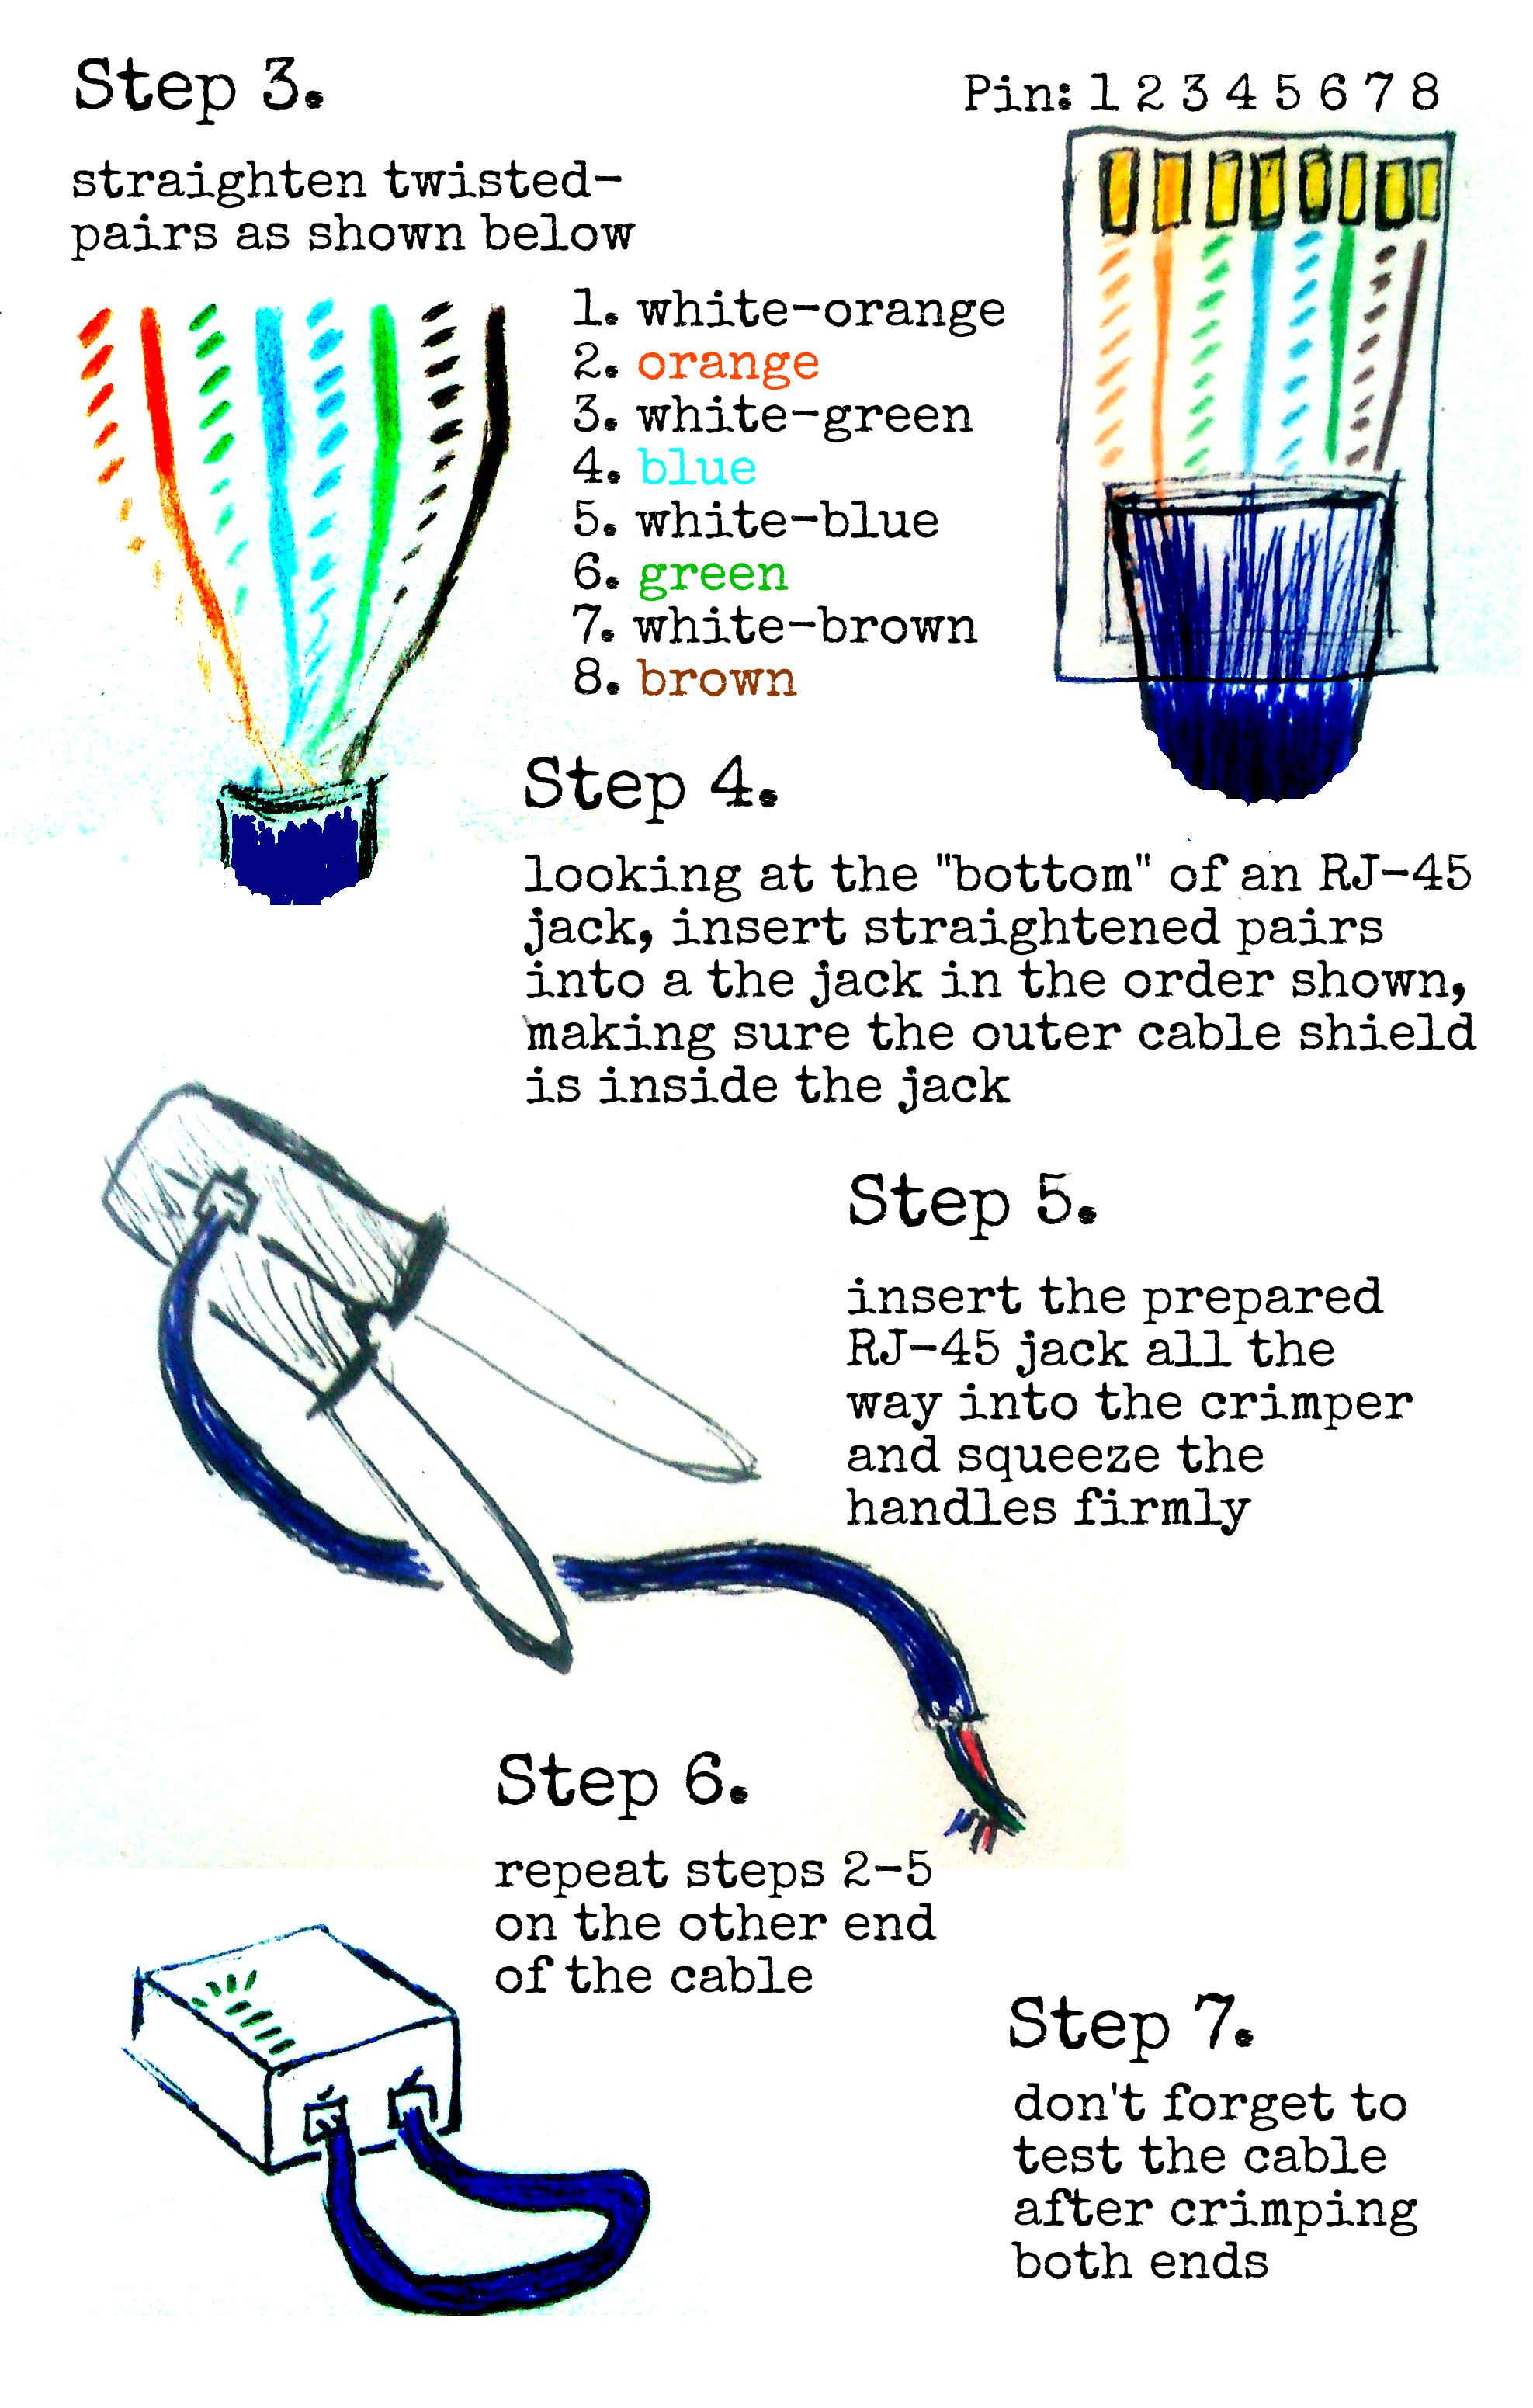 Step 3.
straighten twisted-
pairs as shown below
Pin: 1 2 3 4 5 6 7 8
1. white-orange
2. orange
3. white-green
4. blue
5. white-blue
6. green
7. white-brown
8. brown
Step 4.
looking at the "bottom" of an RJ-45
jack, insert straightened pairs
into a the jack in the order shown,
making sure the outer cable shield
is inside the jack
Step 5.
insert the prepared
RJ-45 jack all the
way into the crimper
and squeeze the
handles firmly
Step 6.
repeat steps 2-5
on the other end
of the cable
Step 7.
don't forget to
test the cable
after crimping
both ends